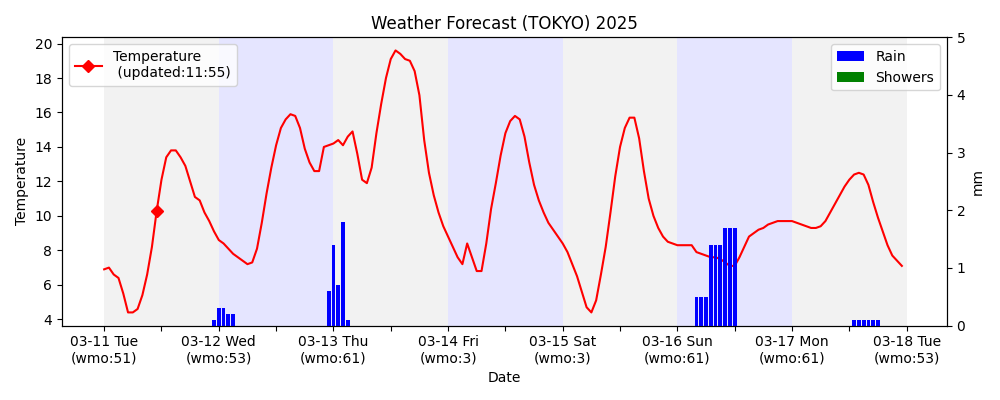 Weather Forecast (TOKYO) 2025
Temperature
(updated:11:55)
Rain
Showers
Temperature
20
18
16
14
12
10
8
6
4
5
4
3
2
1
0
mm
03-11 Tue
(wmo:51)
03-12 Wed
(wmo:53)
03-13 Thu
(wmo:61)
03-14 Fri
(wmo:3)
03-15 Sat
(wmo:3)
03-16 Sun
(wmo:61)
03-17 Mon
(wmo:61)
03-18 Tue
(wmo:53)
Date